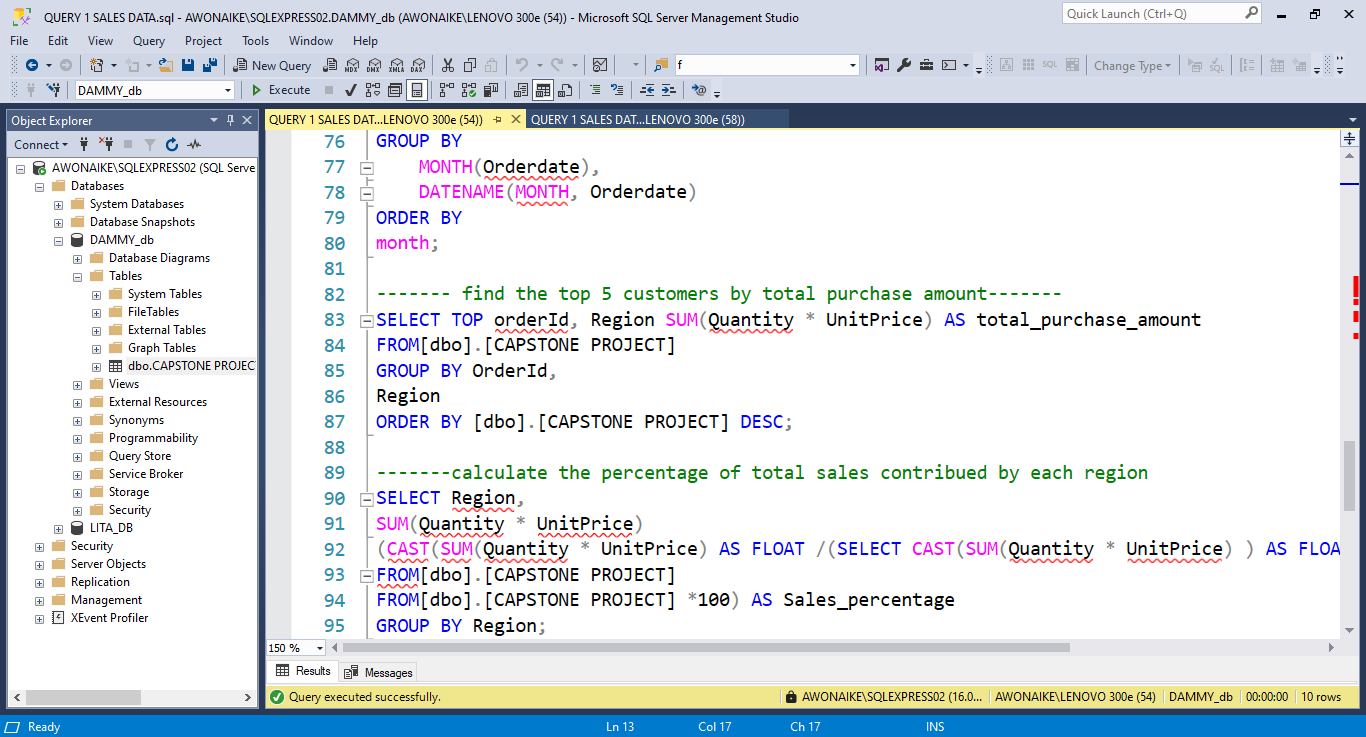 QUERY 1 SALES DATA.sql - AWONAIKE\SQLEXPRESS02.DAMMY_db (AWONAIKE\LENOVO 300e (54)) - Microsoft SQL Server Management Studio
Quick Launch (Ctrl+Q)
File Edit View Query Project Tools Window Help
New Query
MDX DMX XMLA DAX
f
SQL
Change Type
DAMMY_db
Execute
Object Explorer
QUERY 1 SALES DAT...LENOVO 300e (54))
QUERY 1 SALES DAT...LENOVO 300e (58))
Connect
AWONAIKE\SQLEXPRESS02 (SQL Serve
Databases
System Databases
Database Snapshots
DAMMY_db
Database Diagrams
Tables
System Tables
FileTables
External Tables
Graph Tables
dbo.CAPSTONE PROJEC
Views
External Resources
Synonyms
Programmability
Query Store
Service Broker
Storage
Security
LITA_DB
Security
Server Objects
Replication
Management
XEvent Profiler
76 GROUP BY
77 MONTH(Orderdate),
78 DATENAME(MONTH, Orderdate)
79 ORDER BY
80 month;
81
82 ------- find the top 5 customers by total purchase amount-------
83 SELECT TOP orderId, Region SUM(Quantity * UnitPrice) AS total_purchase_amount
84 FROM[dbo].[CAPSTONE PROJECT]
85 GROUP BY OrderId,
86 Region
87 ORDER BY [dbo].[CAPSTONE PROJECT] DESC;
88
89 -------calculate the percentage of total sales contribued by each region
90 SELECT Region,
91 SUM(Quantity * UnitPrice)
92 (CAST(SUM(Quantity * UnitPrice) AS FLOAT /(SELECT CAST(SUM(Quantity * UnitPrice) ) AS FLOA
93 FROM[dbo].[CAPSTONE PROJECT]
94 FROM[dbo].[CAPSTONE PROJECT] *100) AS Sales_percentage
95 GROUP BY Region;
150 %
Results Messages
Query executed successfully.
AWONAIKE\SQLEXPRESS02 (16.0... AWONAIKE\LENOVO 300e (54) DAMMY_db 00:00:00 10 rows
Ready Ln 13 Col 17 Ch 17 INS